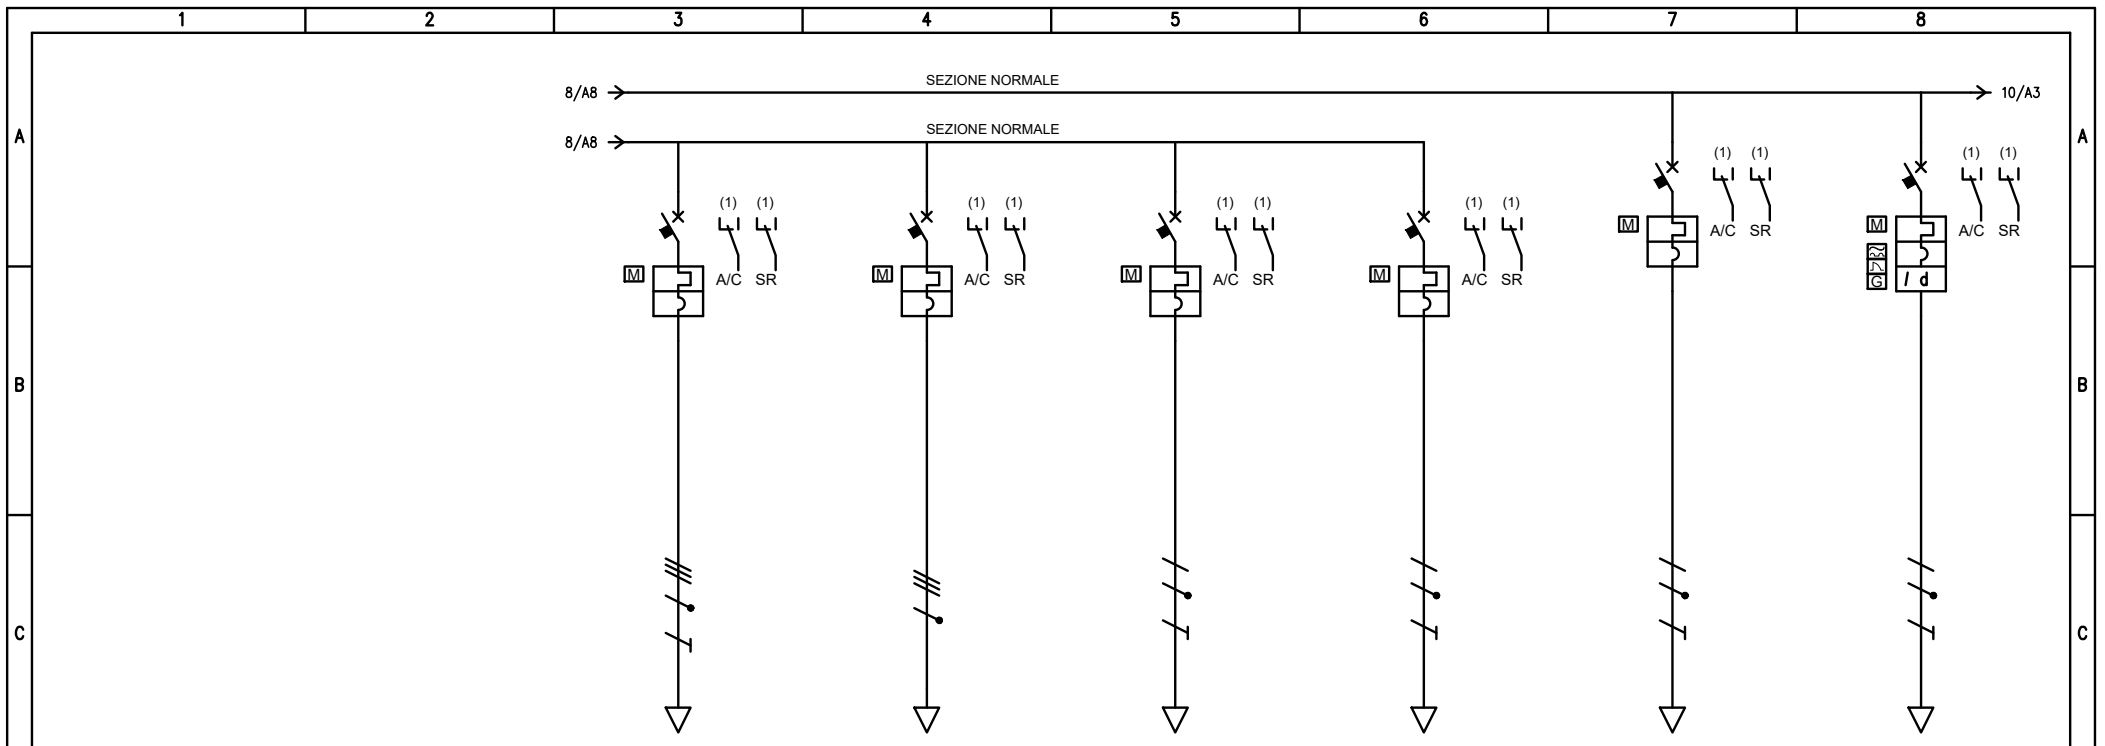 1 2 3 4 5 6 7 8
SEZIONE NORMALE
8/A8 10/A3
SEZIONE NORMALE
8/A8
A A
(1) (1) (1) (1)
(1) (1) (1) (1) (1) (1) (1) (1)
M A/C SR M A/C SR
M A/C SR M A/C SR M A/C SR M A/C SR
G I d
B B
C C